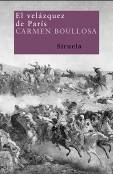 El velázquez
de París
CARMEN BOULLOSA
Siruela